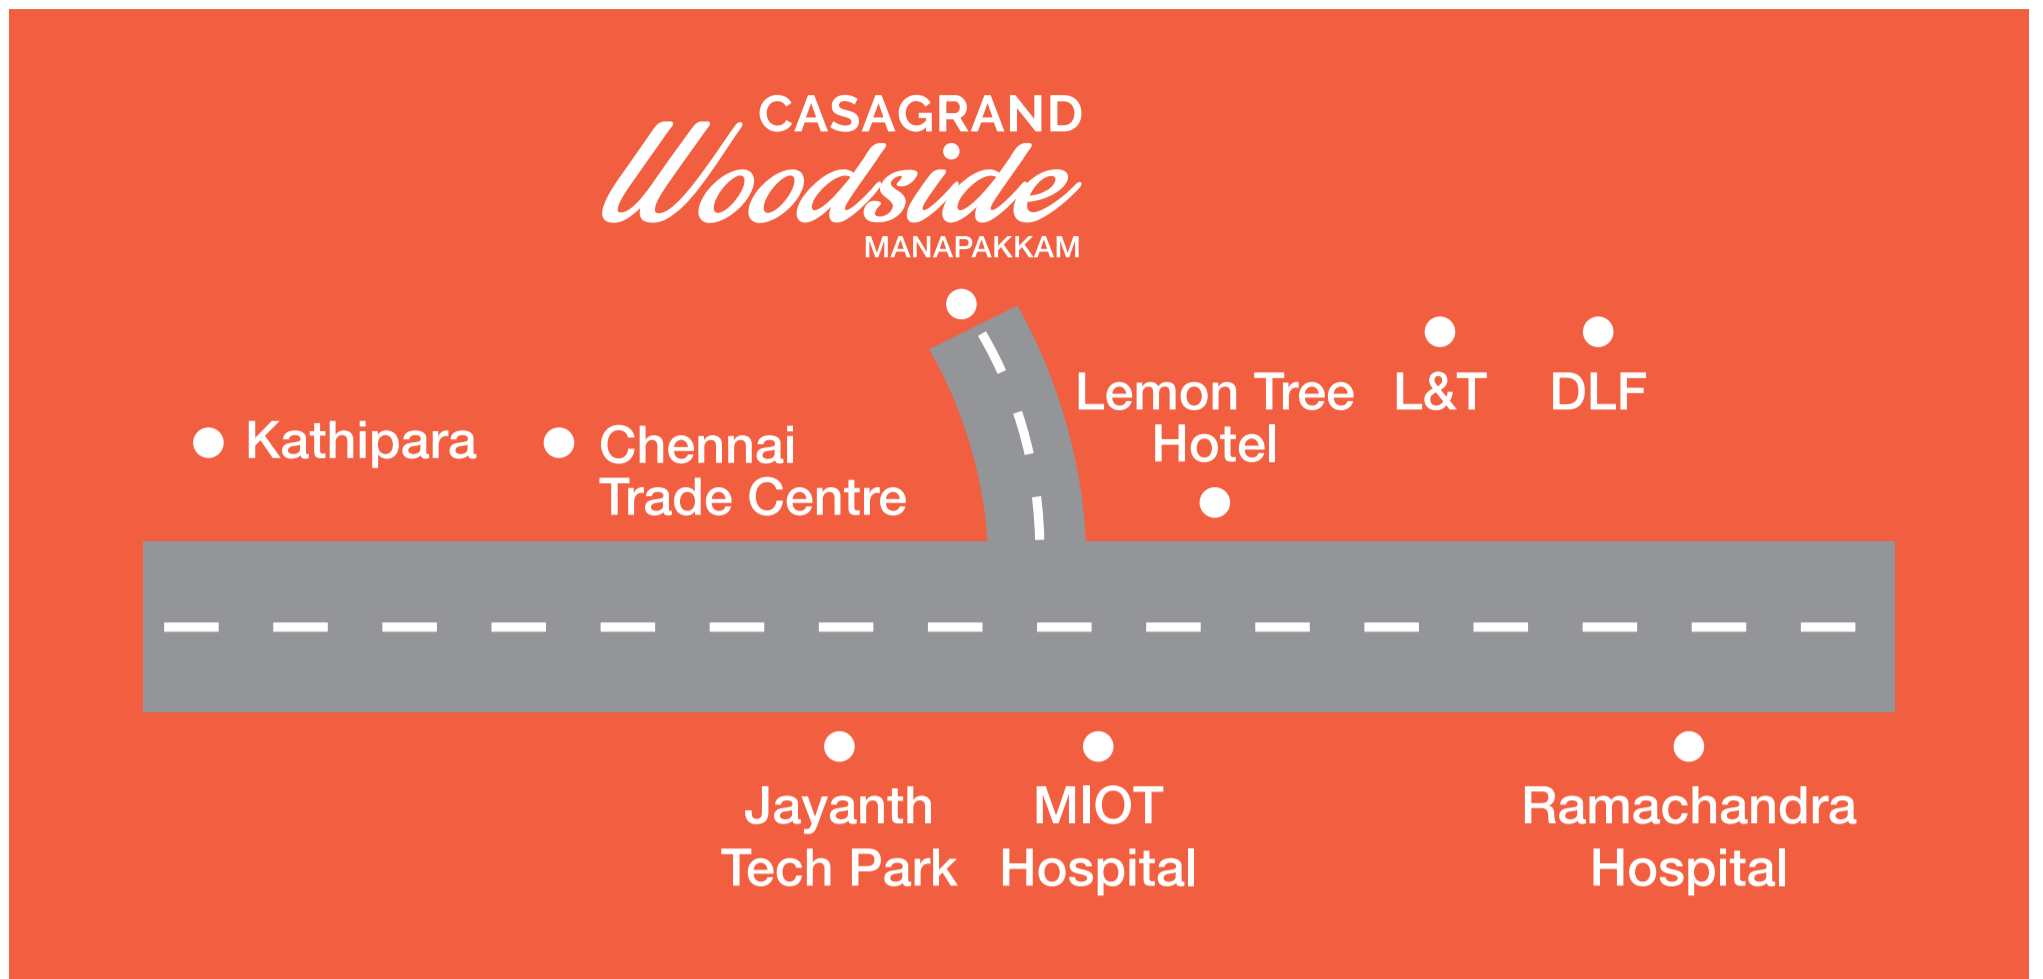 CASAGRAND
Woodside
MANAPAKKAM
Kathipara
Chennai
Trade Centre
Lemon Tree
Hotel
L&T
DLF
Jayanth
Tech Park
MIOT
Hospital
Ramachandra
Hospital